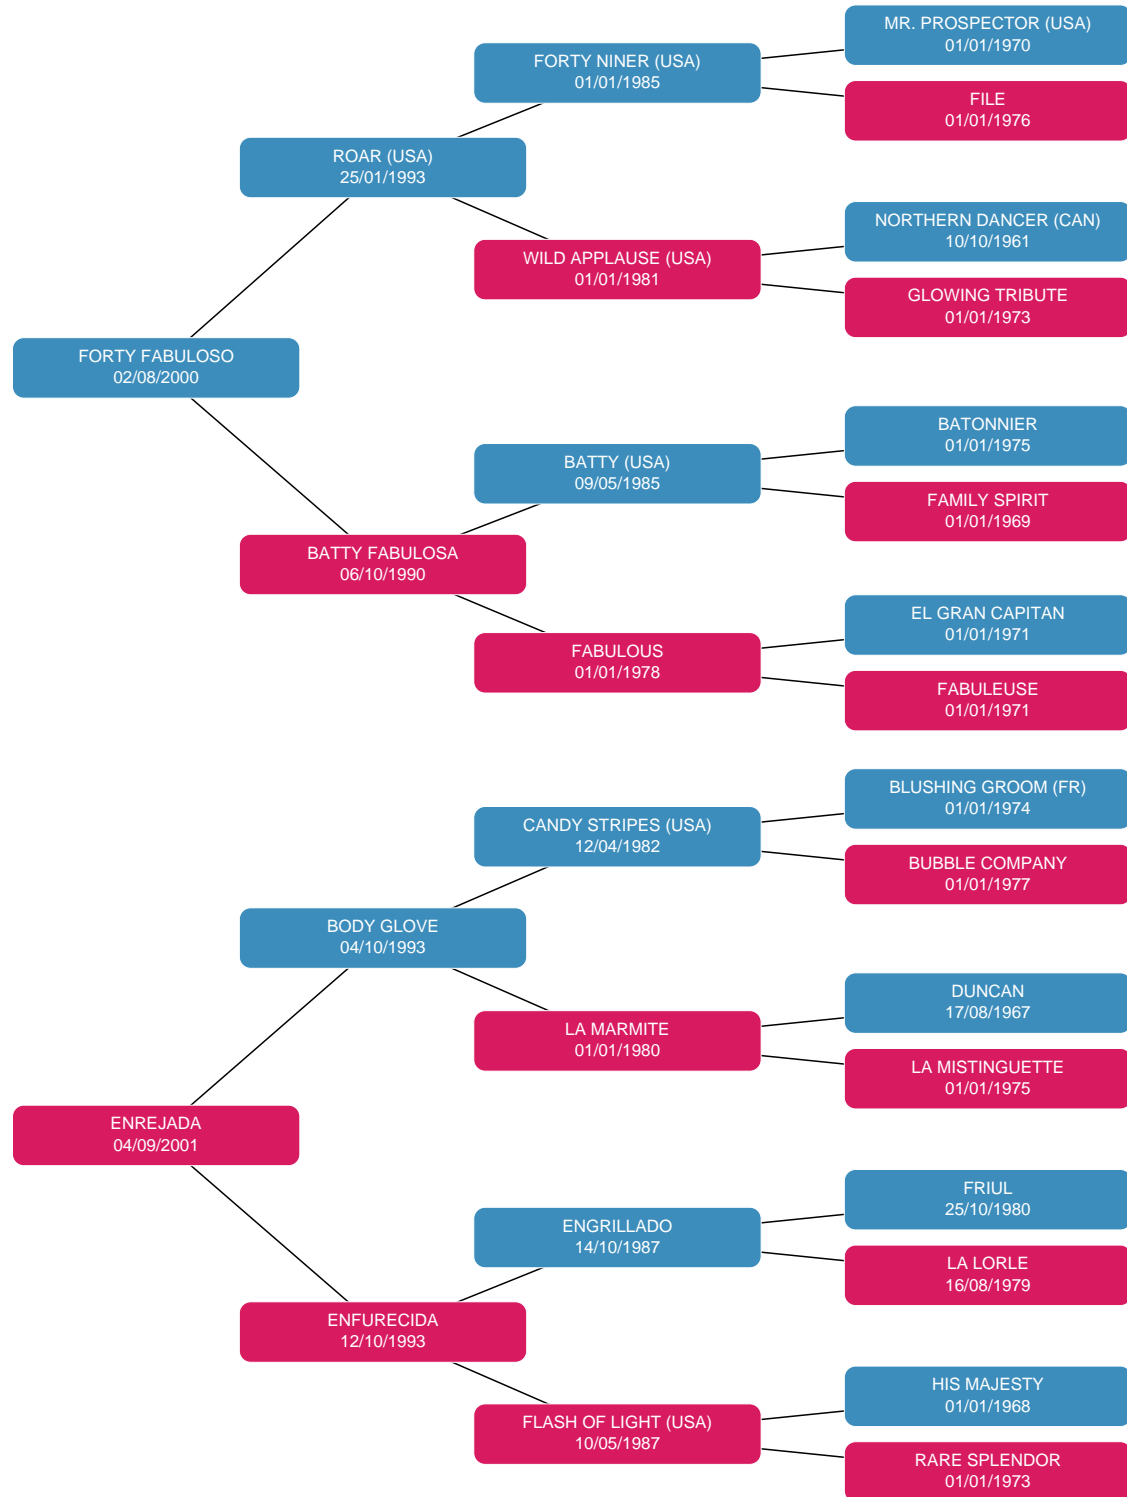 MR. PROSPECTOR (USA)
01/01/1970
FORTY NINER (USA)
01/01/1985
FILE
01/01/1976
ROAR (USA)
25/01/1993
NORTHERN DANCER (CAN)
10/10/1961
WILD APPLAUSE (USA)
01/01/1981
GLOWING TRIBUTE
01/01/1973
FORTY FABULOSO
02/08/2000
BATONNIER
01/01/1975
BATTY (USA)
09/05/1985
FAMILY SPIRIT
01/01/1969
BATTY FABULOSA
06/10/1990
EL GRAN CAPITAN
01/01/1971
FABULOUS
01/01/1978
FABULEUSE
01/01/1971
BLUSHING GROOM (FR)
01/01/1974
CANDY STRIPES (USA)
12/04/1982
BUBBLE COMPANY
01/01/1977
BODY GLOVE
04/10/1993
DUNCAN
17/08/1967
LA MARMITE
01/01/1980
LA MISTINGUETTE
01/01/1975
ENREJADA
04/09/2001
FRIUL
25/10/1980
ENGRILLADO
14/10/1987
LA LORLE
16/08/1979
ENFURECIDA
12/10/1993
HIS MAJESTY
01/01/1968
FLASH OF LIGHT (USA)
10/05/1987
RARE SPLENDOR
01/01/1973